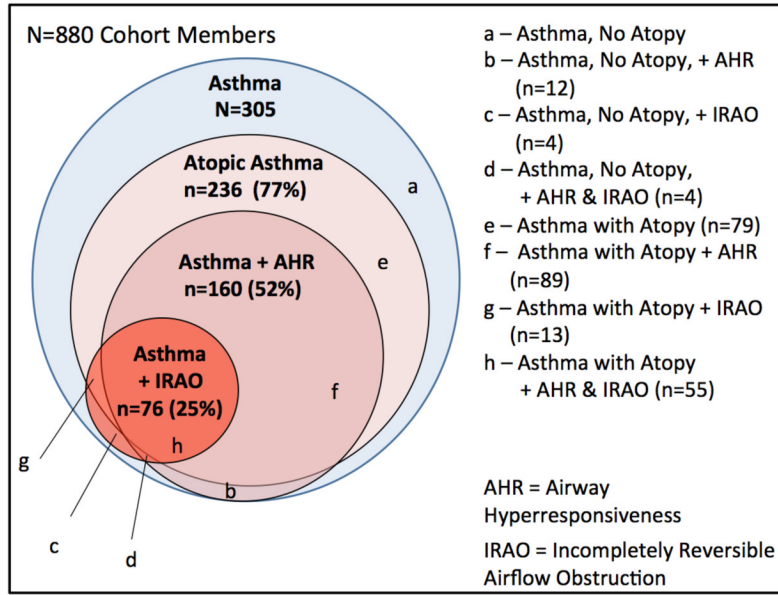 N=880 Cohort Members
Asthma
N=305
Atopic Asthma
n=236 (77%)
a
Asthma + AHR
n=160 (52%)
e
Asthma
+ IRAO
n=76 (25%)
f
h
g
b
c
d
a – Asthma, No Atopy
b – Asthma, No Atopy, + AHR
(n=12)
c – Asthma, No Atopy, + IRAO
(n=4)
d – Asthma, No Atopy,
+ AHR & IRAO (n=4)
e – Asthma with Atopy (n=79)
f – Asthma with Atopy + AHR
(n=89)
g – Asthma with Atopy + IRAO
(n=13)
h – Asthma with Atopy
+ AHR & IRAO (n=55)
AHR = Airway
Hyperresponsiveness
IRAO = Incompletely Reversible
Airflow Obstruction